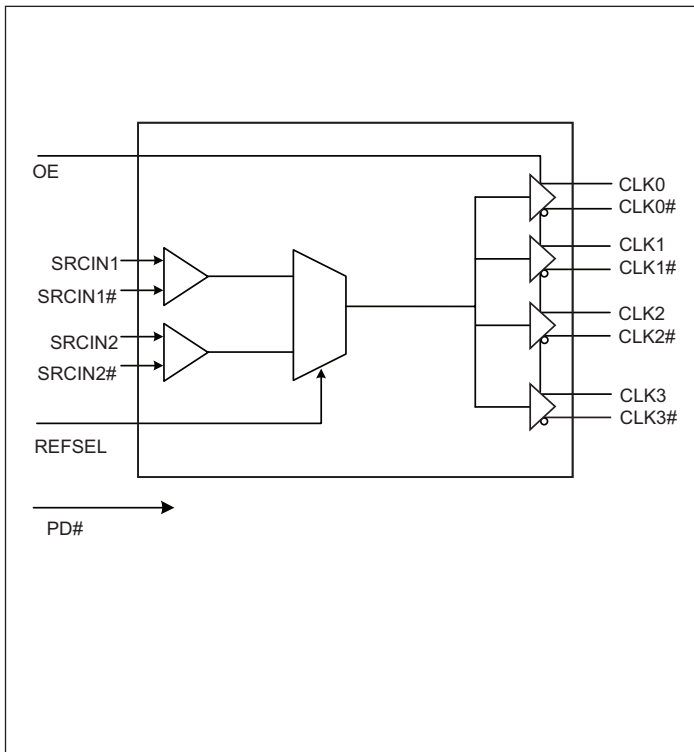 OE
SRCIN1
SRCIN1#
SRCIN2
SRCIN2#
REFSEL
PD#
CLK0
CLK0#
CLK1
CLK1#
CLK2
CLK2#
CLK3
CLK3#